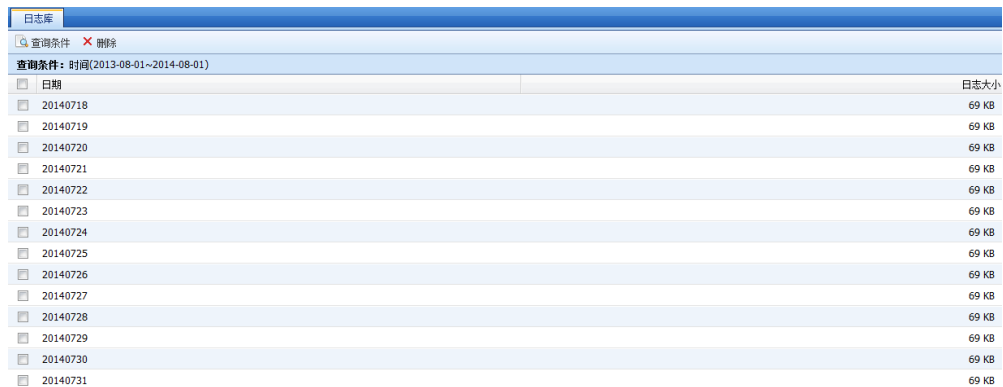 日志库
查询条件 删除
查询条件：时间(2013-08-01~2014-08-01)
日期 日志大小
20140718 69 KB
20140719 69 KB
20140720 69 KB
20140721 69 KB
20140722 69 KB
20140723 69 KB
20140724 69 KB
20140725 69 KB
20140726 69 KB
20140727 69 KB
20140728 69 KB
20140729 69 KB
20140730 69 KB
20140731 69 KB